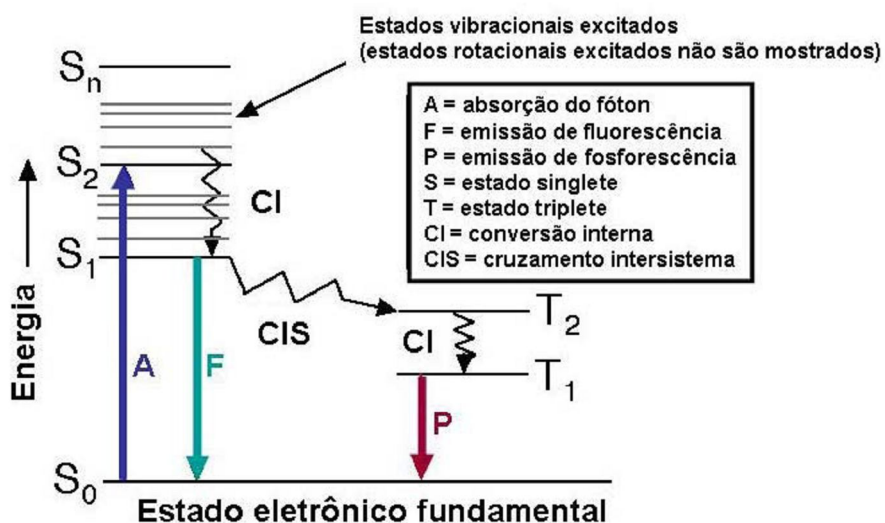 Estados vibracionais excitados
(estados rotacionais excitados não são mostrados)
Sn
A = absorção do fóton
F = emissão de fluorescência
P = emissão de fosforescência
S = estado singlete
T = estado triplete
CI = conversão interna
CIS = cruzamento intersistema
S2
CI
S1
Energia
CIS
T2
CI
T1
A
F
P
S0
Estado eletrônico fundamental